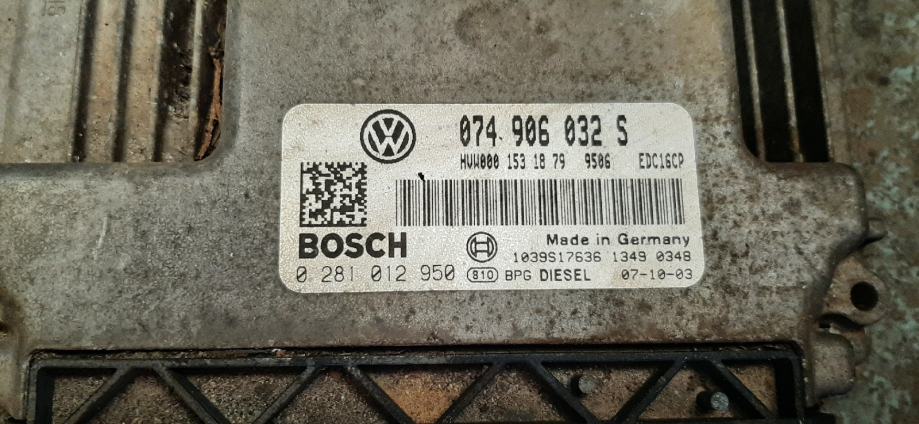 074 906 032 S
HVW000 153 18 79 9506 EDC16CP
BOSCH
Made in Germany
1039S17636 1349 0348
0 281 012 950 810 BPG DIESEL 07-10-03